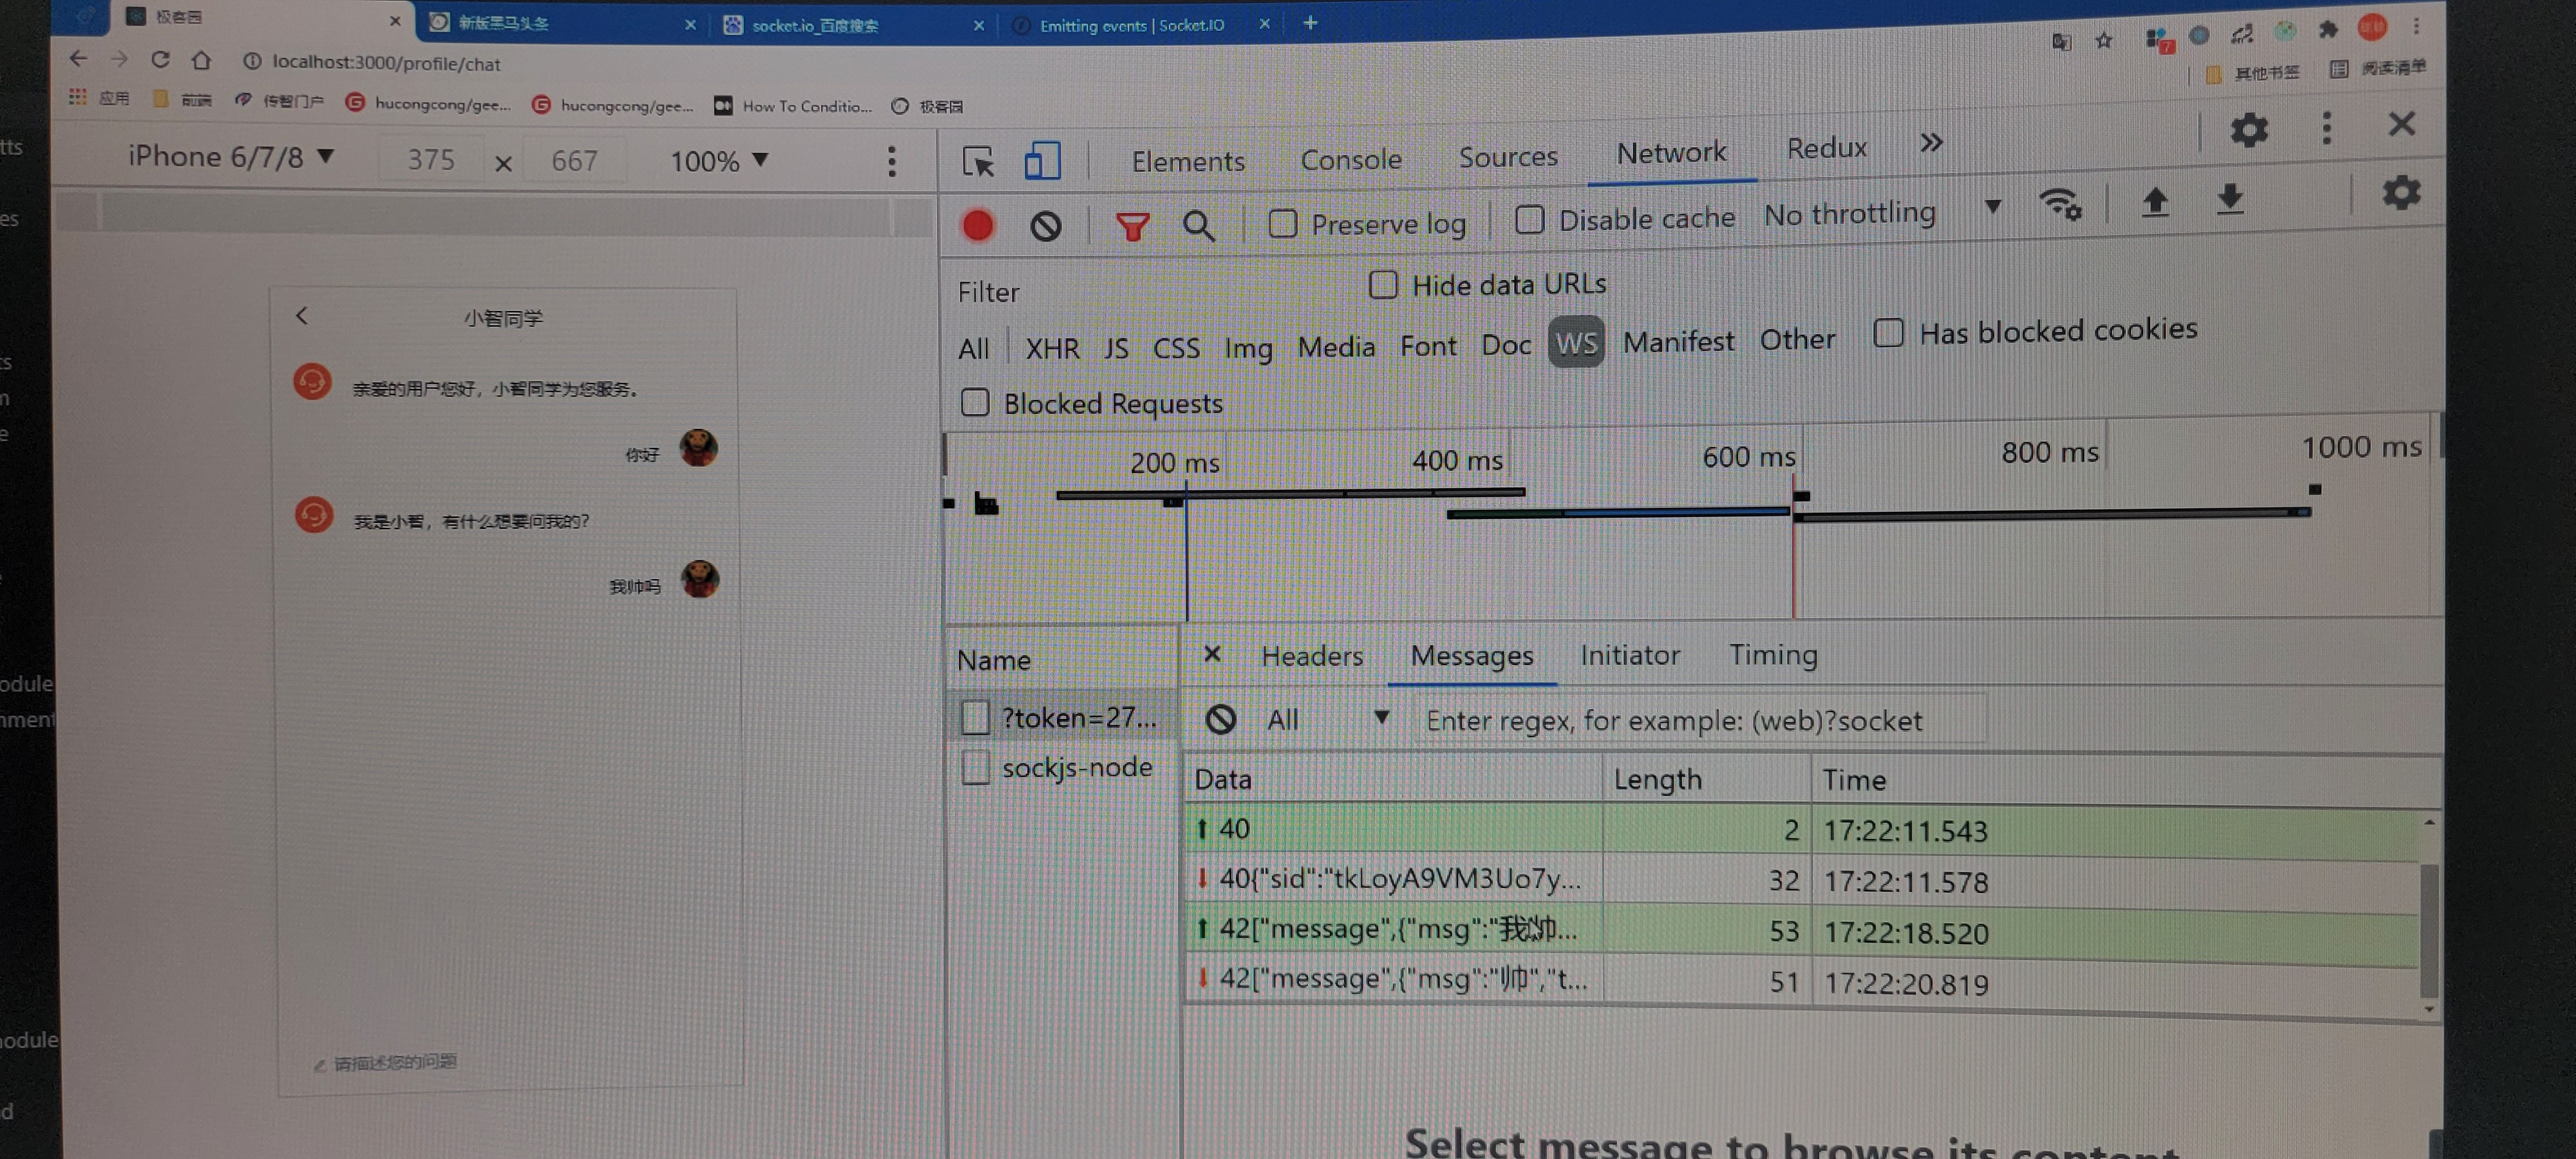 极客园
新版黑马头条
socket.io_百度搜索
Emitting events | Socket.IO
localhost:3000/profile/chat
应用
前端
传智门户
hucongcong/gee...
hucongcong/gee...
How To Conditio...
极客园
其他书签
阅读清单
iPhone 6/7/8
375 × 667
100%
小智同学
亲爱的用户您好，小智同学为您服务。
你好
我是小智，有什么想要问我的？
我帅吗
请描述您的问题
Elements Console Sources Network Redux
Preserve log Disable cache No throttling
Filter Hide data URLs
All XHR JS CSS Img Media Font Doc WS Manifest Other Has blocked cookies
Blocked Requests
200 ms 400 ms 600 ms 800 ms 1000 ms
Name
?token=27...
sockjs-node
Headers Messages Initiator Timing
All Enter regex, for example: (web)?socket
Data Length Time
40 2 17:22:11.543
40{"sid":"tkLoyA9VM3Uo7y... 32 17:22:11.578
42["message",{"msg":"我帅... 53 17:22:18.520
42["message",{"msg":"帅","t... 51 17:22:20.819
Select message to browse its content